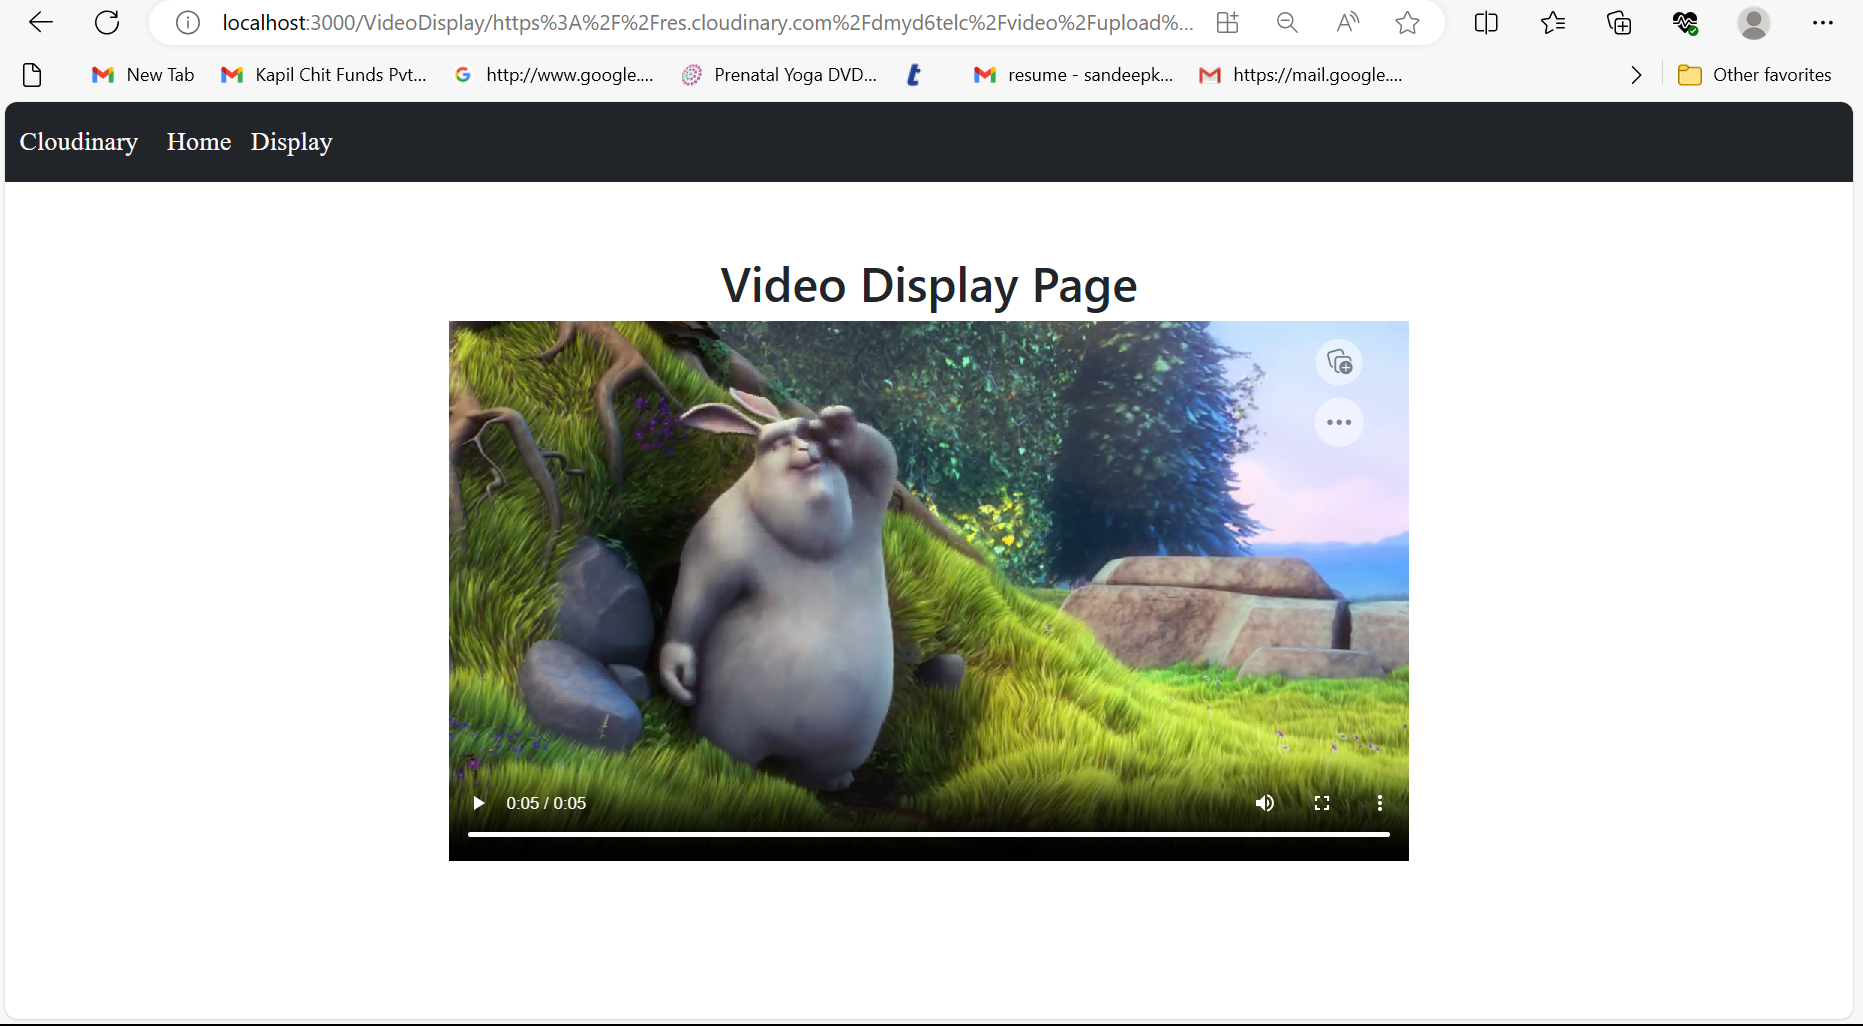 localhost:3000/VideoDisplay/https%3A%2F%2Fres.cloudinary.com%2Fdmyd6telc%2Fvideo%2Fupload%...
New Tab Kapil Chit Funds Pvt... http://www.google.... Prenatal Yoga DVD... t resume - sandeepk... https://mail.google.... Other favorites
Cloudinary Home Display
Video Display Page
0:05 / 0:05